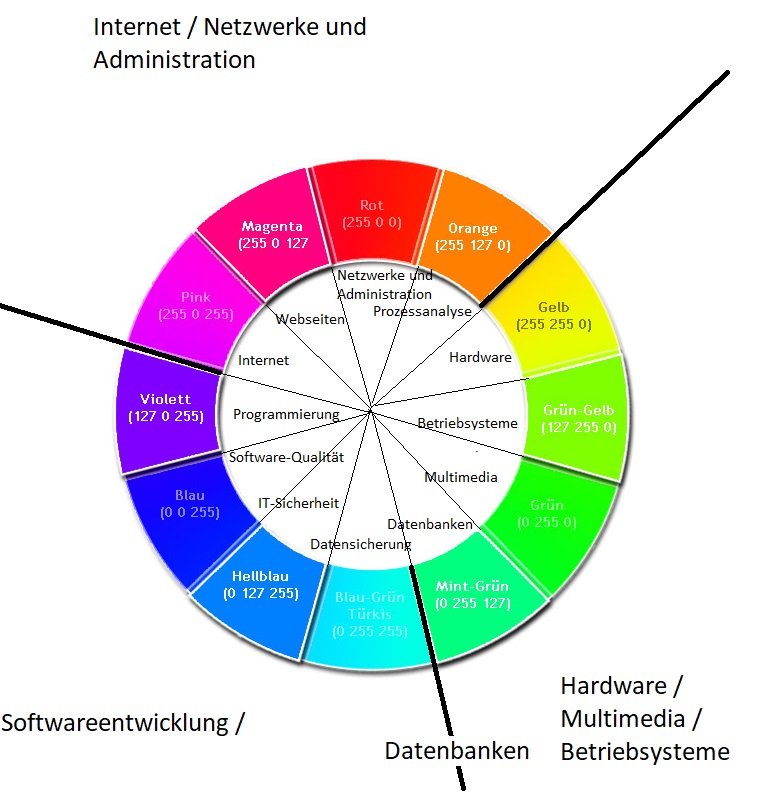 Internet / Netzwerke und
Administration
Rot
(255 0 0)
Magenta
(255 0 127
Orange
(255 127 0)
Pink
(255 0 255)
Gelb
(255 255 0)
Netzwerke und
Administration
Prozessanalyse
Webseiten
Internet
Hardware
Violett
(127 0 255)
Programmierung
Betriebsysteme
Grün-Gelb
(127 255 0)
Software-Qualität
Multimedia
Blau
(0 0 255)
IT-Sicherheit
Datenbanken
Datensicherung
Grün
(0 255 0)
Hellblau
(0 127 255)
Blau-Grün
Türkis
(0 255 255)
Mint-Grün
(0 255 127)
Softwareentwicklung /
Datenbanken
Hardware /
Multimedia /
Betriebsysteme